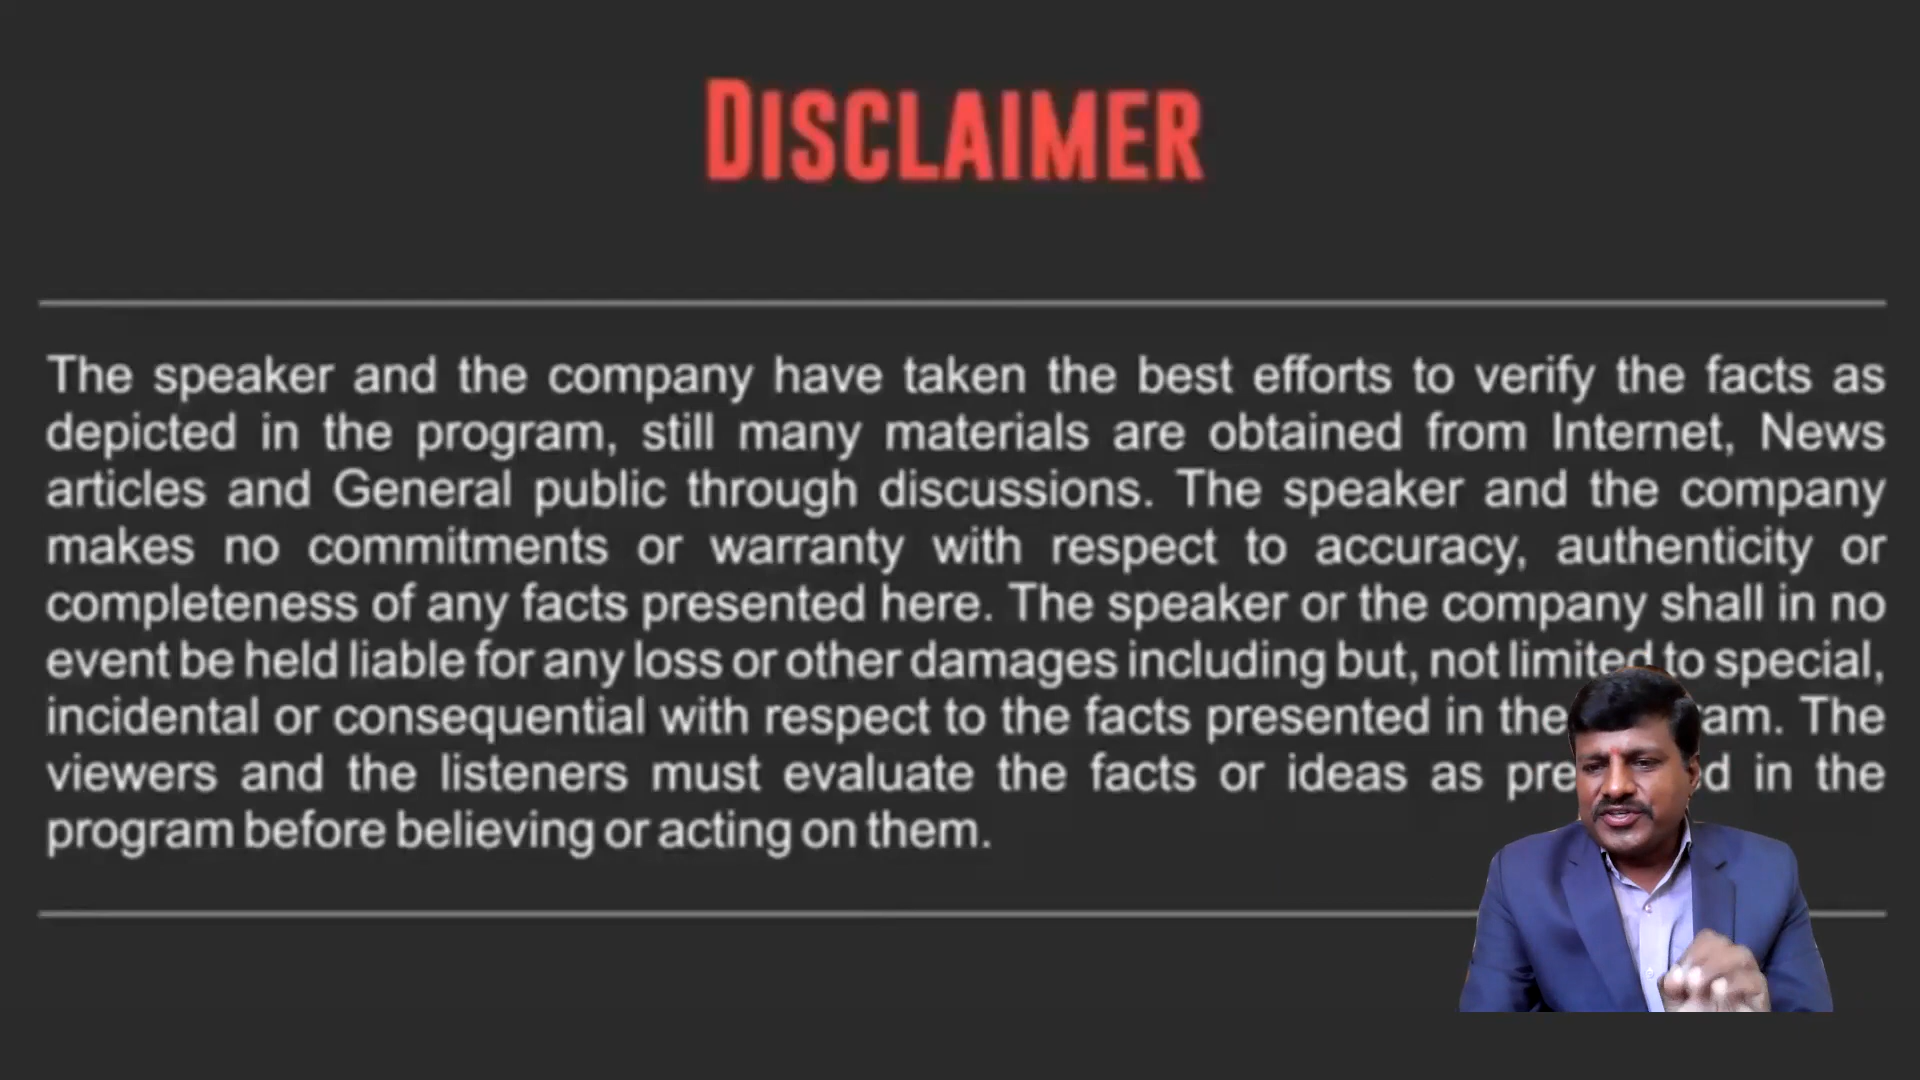 DISCLAIMER
The speaker and the company have taken the best efforts to verify the facts as
depicted in the program, still many materials are obtained from Internet, News
articles and General public through discussions. The speaker and the company
makes no commitments or warranty with respect to accuracy, authenticity or
completeness of any facts presented here. The speaker or the company shall in no
event be held liable for any loss or other damages including but, not limited to special,
incidental or consequential with respect to the facts presented in the The
viewers and the listeners must evaluate the facts or ideas as in the
program before believing or acting on them.